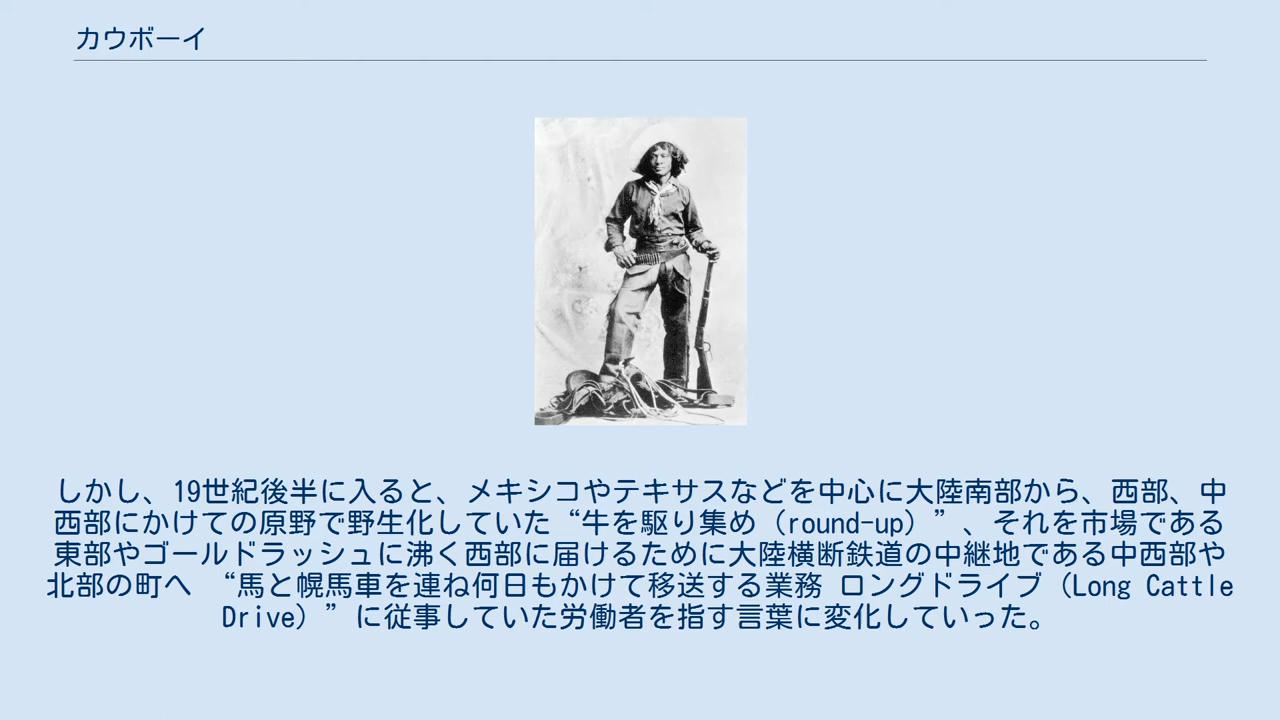 カウボーイ
しかし、19世紀後半に入ると、メキシコやテキサスなどを中心に大陸南部から、西部、中
西部にかけての原野で野生化していた“牛を駆り集め（round-up）”、それを市場である
東部やゴールドラッシュに沸く西部に届けるために大陸横断鉄道の中継地である中西部や
北部の町へ “馬と幌馬車を連ね何日もかけて移送する業務 ロングドライブ（Long Cattle
Drive）”に従事していた労働者を指す言葉に変化していった。